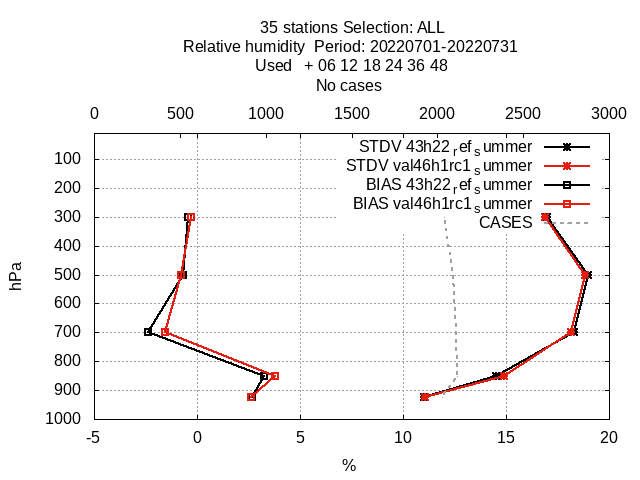 35 stations Selection: ALL
Relative humidity  Period: 20220701-20220731
Used   + 06 12 18 24 36 48
No cases
0 500 1000 1500 2000 2500 3000
STDV 43h22_ref_summer
STDV val46h1rc1_summer
BIAS 43h22_ref_summer
BIAS val46h1rc1_summer
CASES
hPa
100
200
300
400
500
600
700
800
900
1000
-5 0 5 10 15 20
%